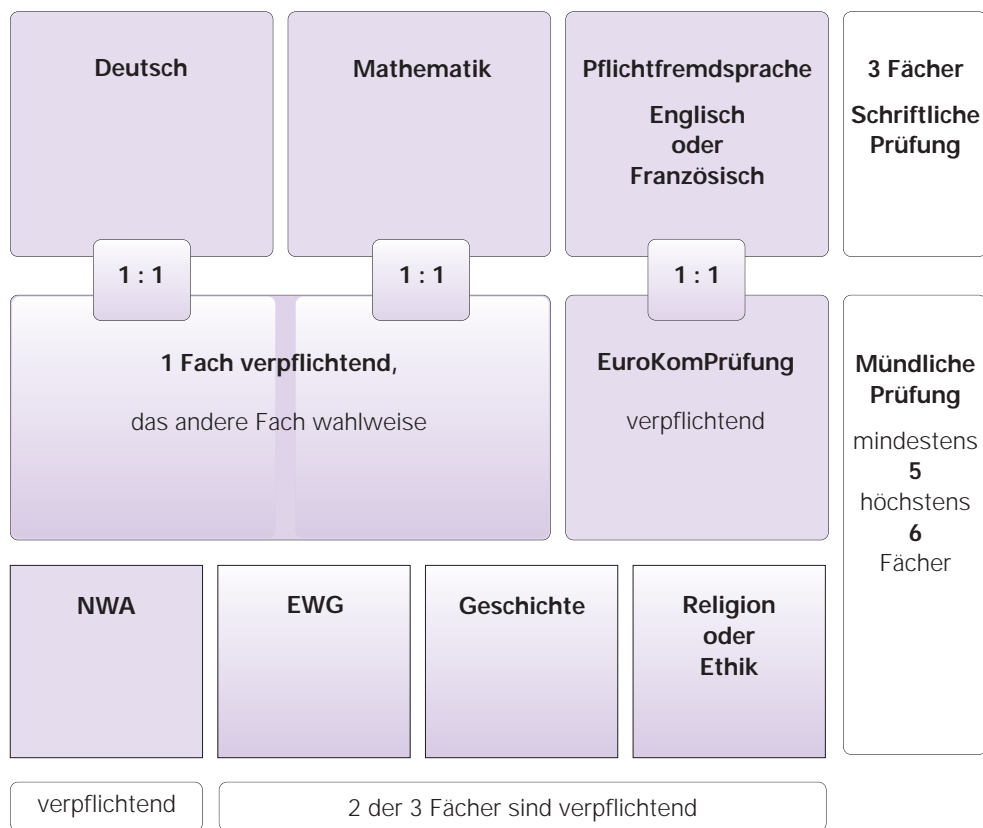 Deutsch
Mathematik
Pflichtfremdsprache
Englisch
oder
Französisch
3 Fächer
Schriftliche
Prüfung
1 : 1
1 : 1
1 : 1
1 Fach verpflichtend,
das andere Fach wahlweise
EuroKomPrüfung
verpflichtend
Mündliche
Prüfung
mindestens
5
höchstens
6
Fächer
NWA
EWG
Geschichte
Religion
oder
Ethik
verpflichtend
2 der 3 Fächer sind verpflichtend